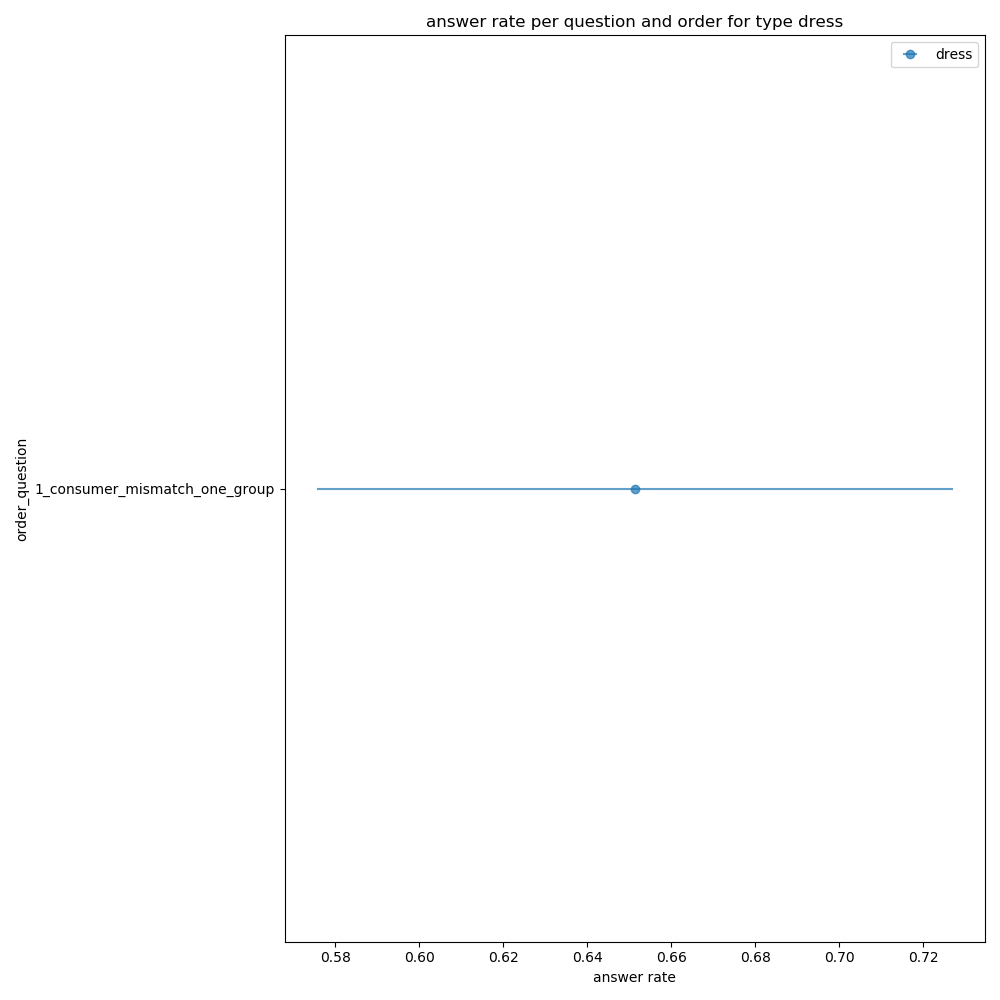 answer rate per question and order for type dress
dress
order_question
1_consumer_mismatch_one_group
0.58 0.60 0.62 0.64 0.66 0.68 0.70 0.72
answer rate